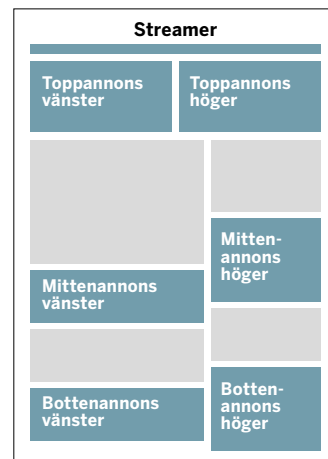 Streamer
Toppannons
vänster
Toppannons
höger
Mitten-
annons
höger
Mittenannons
vänster
Botten-
annons
höger
Bottenannons
vänster